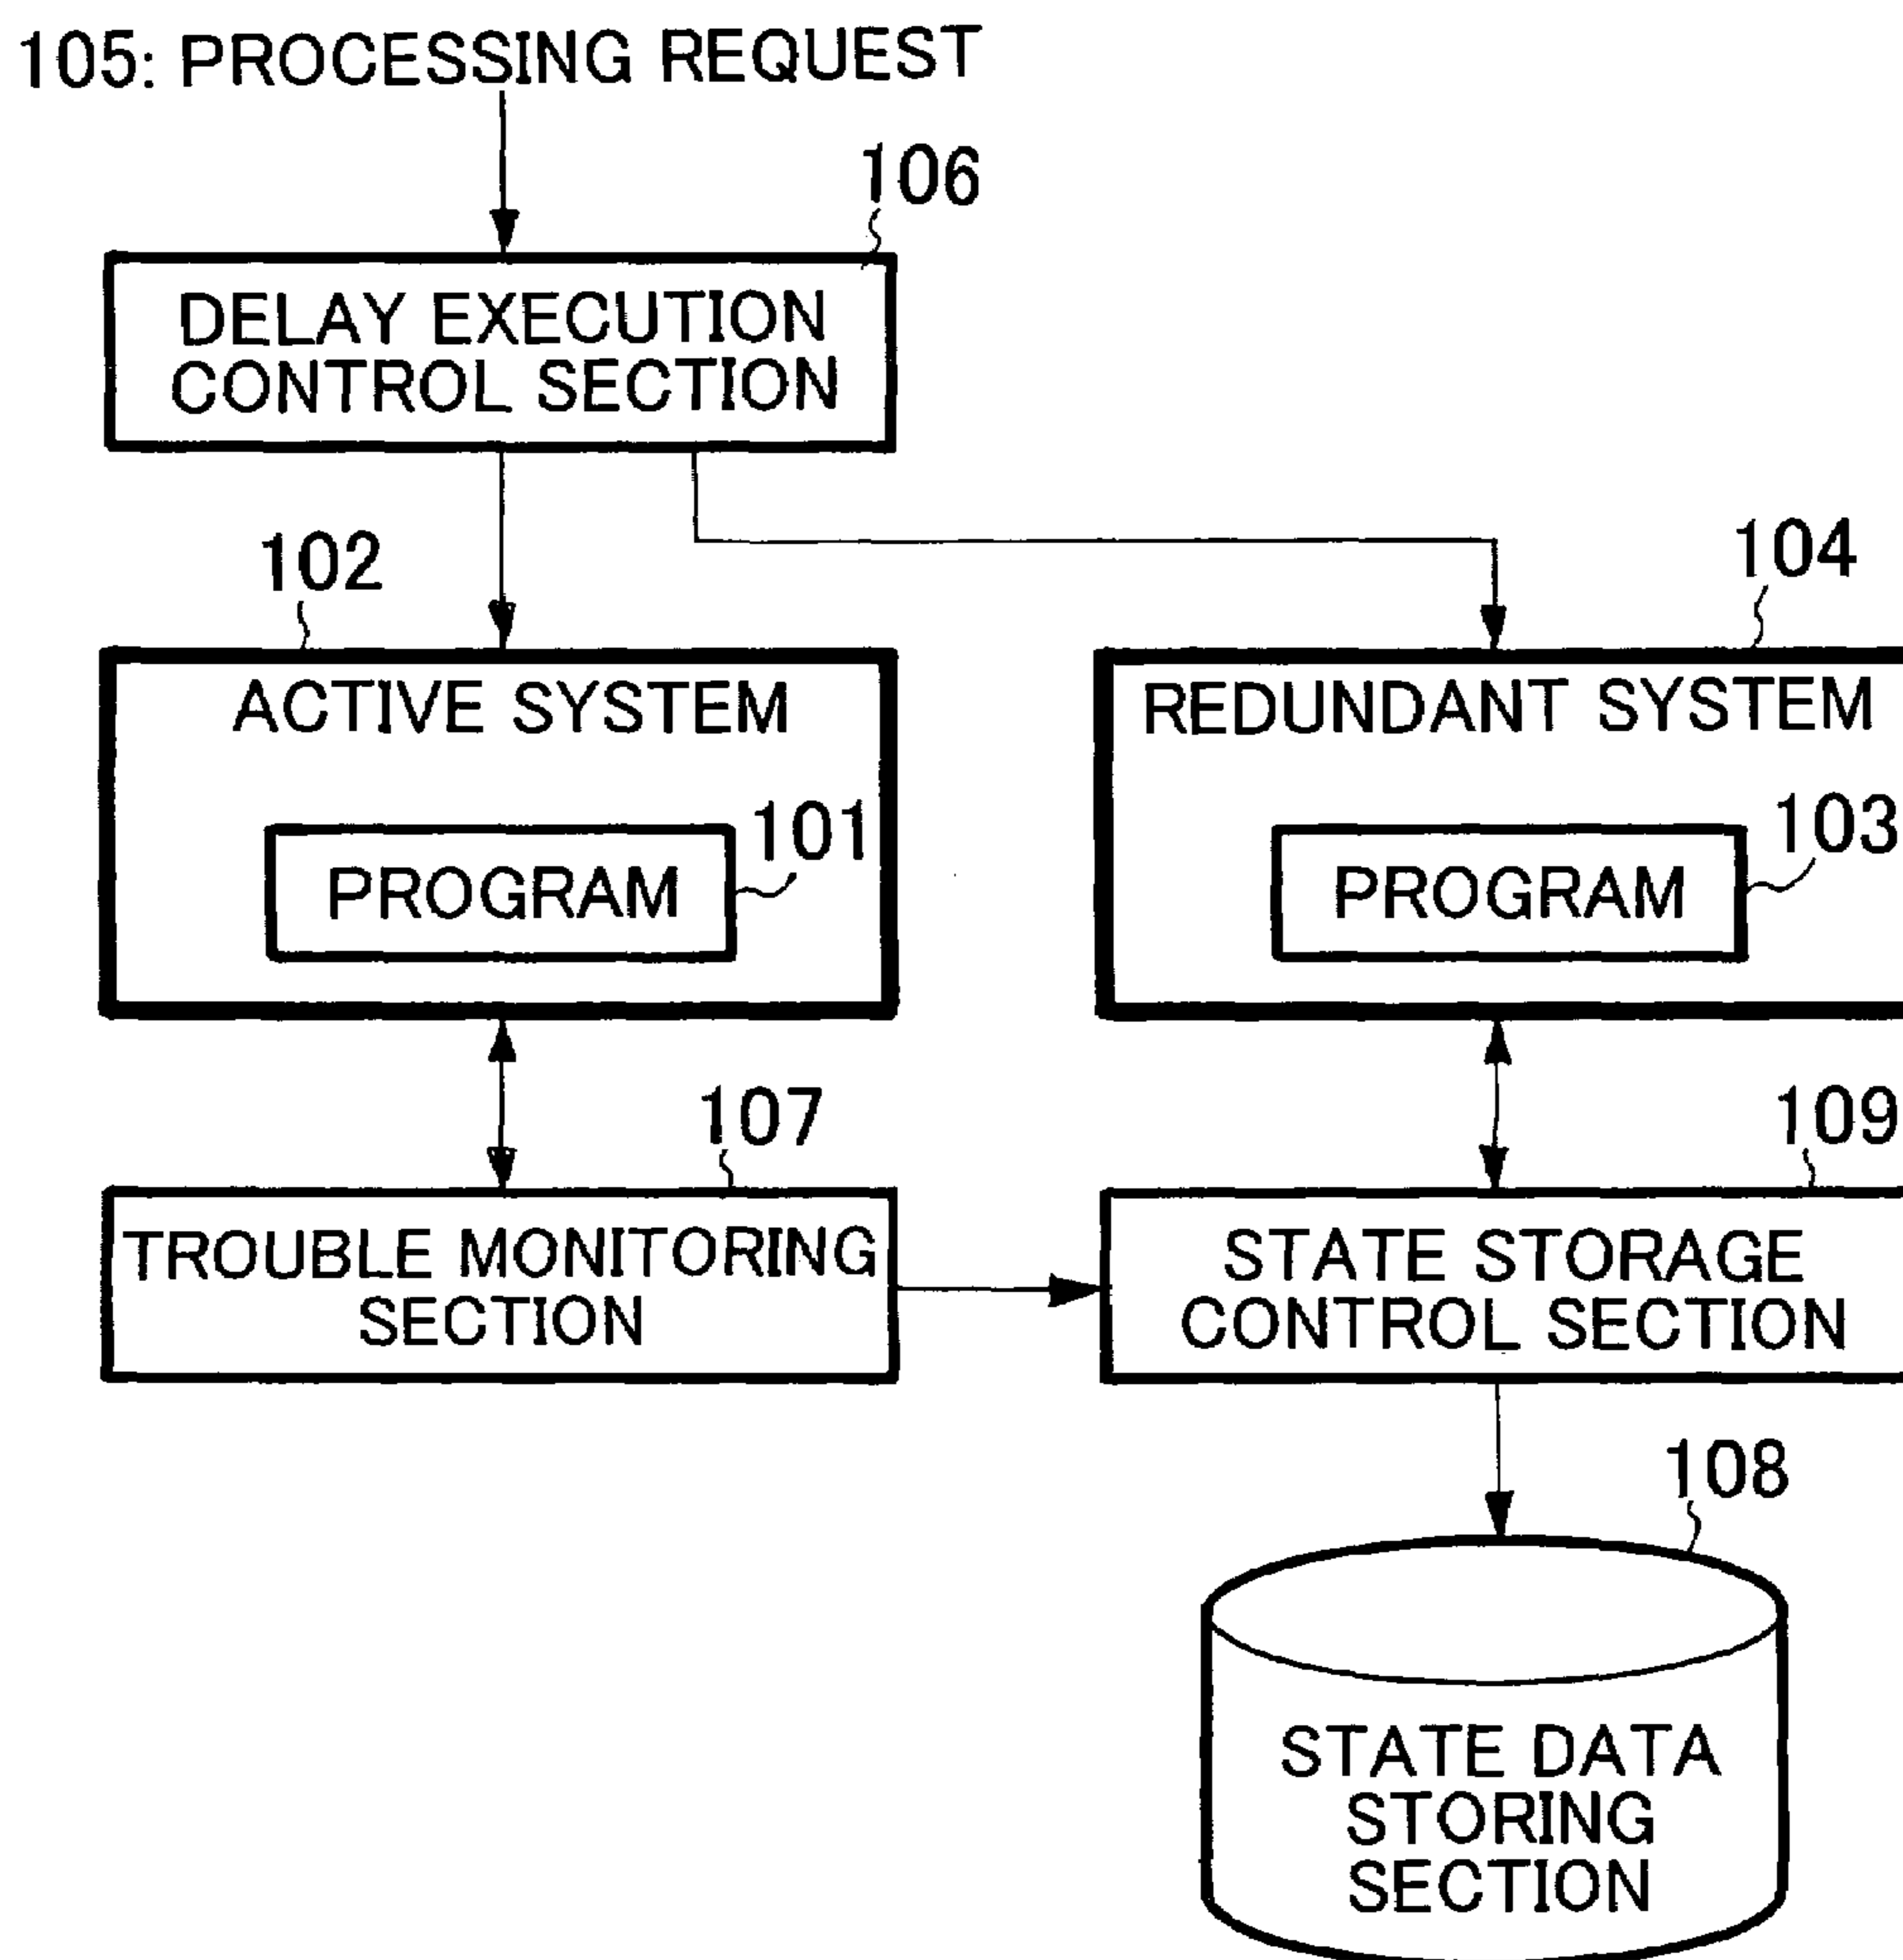 105: PROCESSING REQUEST
106
DELAY EXECUTION
CONTROL SECTION
102
104
ACTIVE SYSTEM
REDUNDANT SYSTEM
101
PROGRAM
103
PROGRAM
107
109
TROUBLE MONITORING
SECTION
STATE STORAGE
CONTROL SECTION
108
STATE DATA
STORING
SECTION